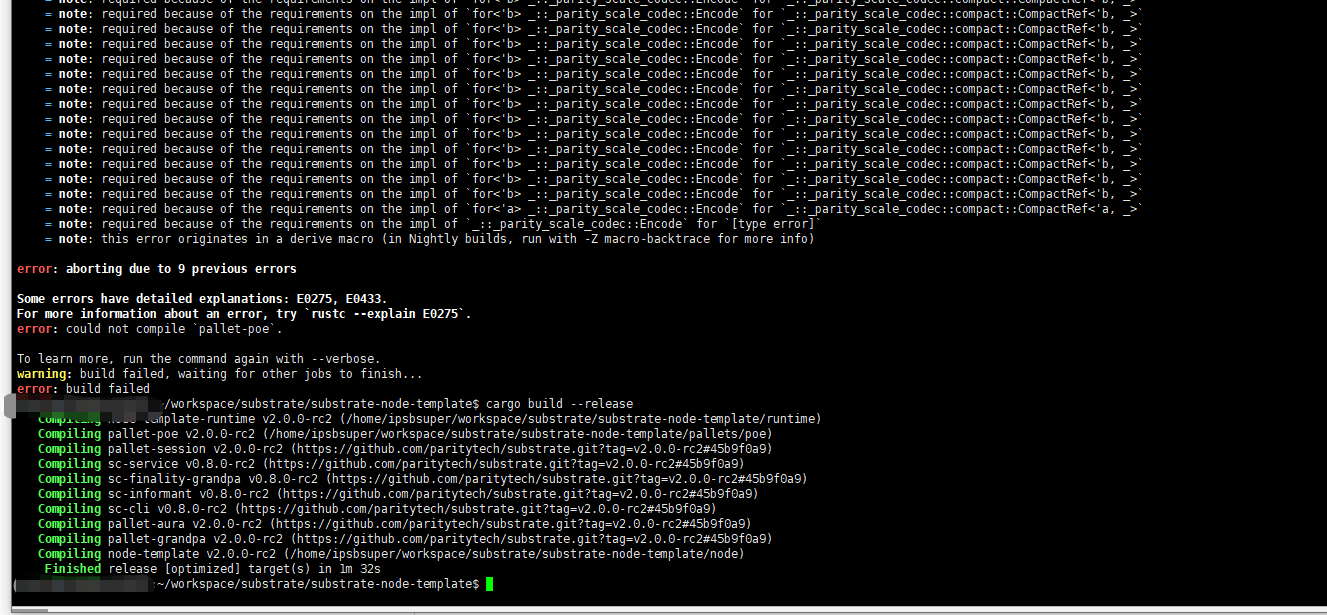 = note: required because of the requirements on the impl of `for<'b> _::_parity_scale_codec::Encode` for `_::_parity_scale_codec::compact::CompactRef<'b, _>`
= note: required because of the requirements on the impl of `for<'b> _::_parity_scale_codec::Encode` for `_::_parity_scale_codec::compact::CompactRef<'b, _>`
= note: required because of the requirements on the impl of `for<'b> _::_parity_scale_codec::Encode` for `_::_parity_scale_codec::compact::CompactRef<'b, _>`
= note: required because of the requirements on the impl of `for<'b> _::_parity_scale_codec::Encode` for `_::_parity_scale_codec::compact::CompactRef<'b, _>`
= note: required because of the requirements on the impl of `for<'b> _::_parity_scale_codec::Encode` for `_::_parity_scale_codec::compact::CompactRef<'b, _>`
= note: required because of the requirements on the impl of `for<'b> _::_parity_scale_codec::Encode` for `_::_parity_scale_codec::compact::CompactRef<'b, _>`
= note: required because of the requirements on the impl of `for<'b> _::_parity_scale_codec::Encode` for `_::_parity_scale_codec::compact::CompactRef<'b, _>`
= note: required because of the requirements on the impl of `for<'b> _::_parity_scale_codec::Encode` for `_::_parity_scale_codec::compact::CompactRef<'b, _>`
= note: required because of the requirements on the impl of `for<'b> _::_parity_scale_codec::Encode` for `_::_parity_scale_codec::compact::CompactRef<'b, _>`
= note: required because of the requirements on the impl of `for<'b> _::_parity_scale_codec::Encode` for `_::_parity_scale_codec::compact::CompactRef<'b, _>`
= note: required because of the requirements on the impl of `for<'b> _::_parity_scale_codec::Encode` for `_::_parity_scale_codec::compact::CompactRef<'b, _>`
= note: required because of the requirements on the impl of `for<'b> _::_parity_scale_codec::Encode` for `_::_parity_scale_codec::compact::CompactRef<'b, _>`
= note: required because of the requirements on the impl of `for<'b> _::_parity_scale_codec::Encode` for `_::_parity_scale_codec::compact::CompactRef<'b, _>`
= note: required because of the requirements on the impl of `for<'b> _::_parity_scale_codec::Encode` for `_::_parity_scale_codec::compact::CompactRef<'b, _>`
= note: required because of the requirements on the impl of `for<'a> _::_parity_scale_codec::Encode` for `_::_parity_scale_codec::compact::CompactRef<'a, _>`
= note: required because of the requirements on the impl of `_::_parity_scale_codec::Encode` for `[type error]`
= note: this error originates in a derive macro (in Nightly builds, run with -Z macro-backtrace for more info)
error: aborting due to 9 previous errors
Some errors have detailed explanations: E0275, E0433.
For more information about an error, try `rustc --explain E0275`.
error: could not compile `pallet-poe`.
To learn more, run the command again with --verbose.
warning: build failed, waiting for other jobs to finish...
error: build failed
/workspace/substrate/substrate-node-template$ cargo build --release
Compiling node-template-runtime v2.0.0-rc2 (/home/ipsbsuper/workspace/substrate/substrate-node-template/runtime)
Compiling pallet-poe v2.0.0-rc2 (/home/ipsbsuper/workspace/substrate/substrate-node-template/pallets/poe)
Compiling pallet-session v2.0.0-rc2 (https://github.com/paritytech/substrate.git?tag=v2.0.0-rc2#45b9f0a9)
Compiling sc-service v0.8.0-rc2 (https://github.com/paritytech/substrate.git?tag=v2.0.0-rc2#45b9f0a9)
Compiling sc-finality-grandpa v0.8.0-rc2 (https://github.com/paritytech/substrate.git?tag=v2.0.0-rc2#45b9f0a9)
Compiling sc-informant v0.8.0-rc2 (https://github.com/paritytech/substrate.git?tag=v2.0.0-rc2#45b9f0a9)
Compiling sc-cli v0.8.0-rc2 (https://github.com/paritytech/substrate.git?tag=v2.0.0-rc2#45b9f0a9)
Compiling pallet-aura v2.0.0-rc2 (https://github.com/paritytech/substrate.git?tag=v2.0.0-rc2#45b9f0a9)
Compiling pallet-grandpa v2.0.0-rc2 (https://github.com/paritytech/substrate.git?tag=v2.0.0-rc2#45b9f0a9)
Compiling node-template v2.0.0-rc2 (/home/ipsbsuper/workspace/substrate/substrate-node-template/node)
Finished release [optimized] target(s) in 1m 32s
:~/workspace/substrate/substrate-node-template$